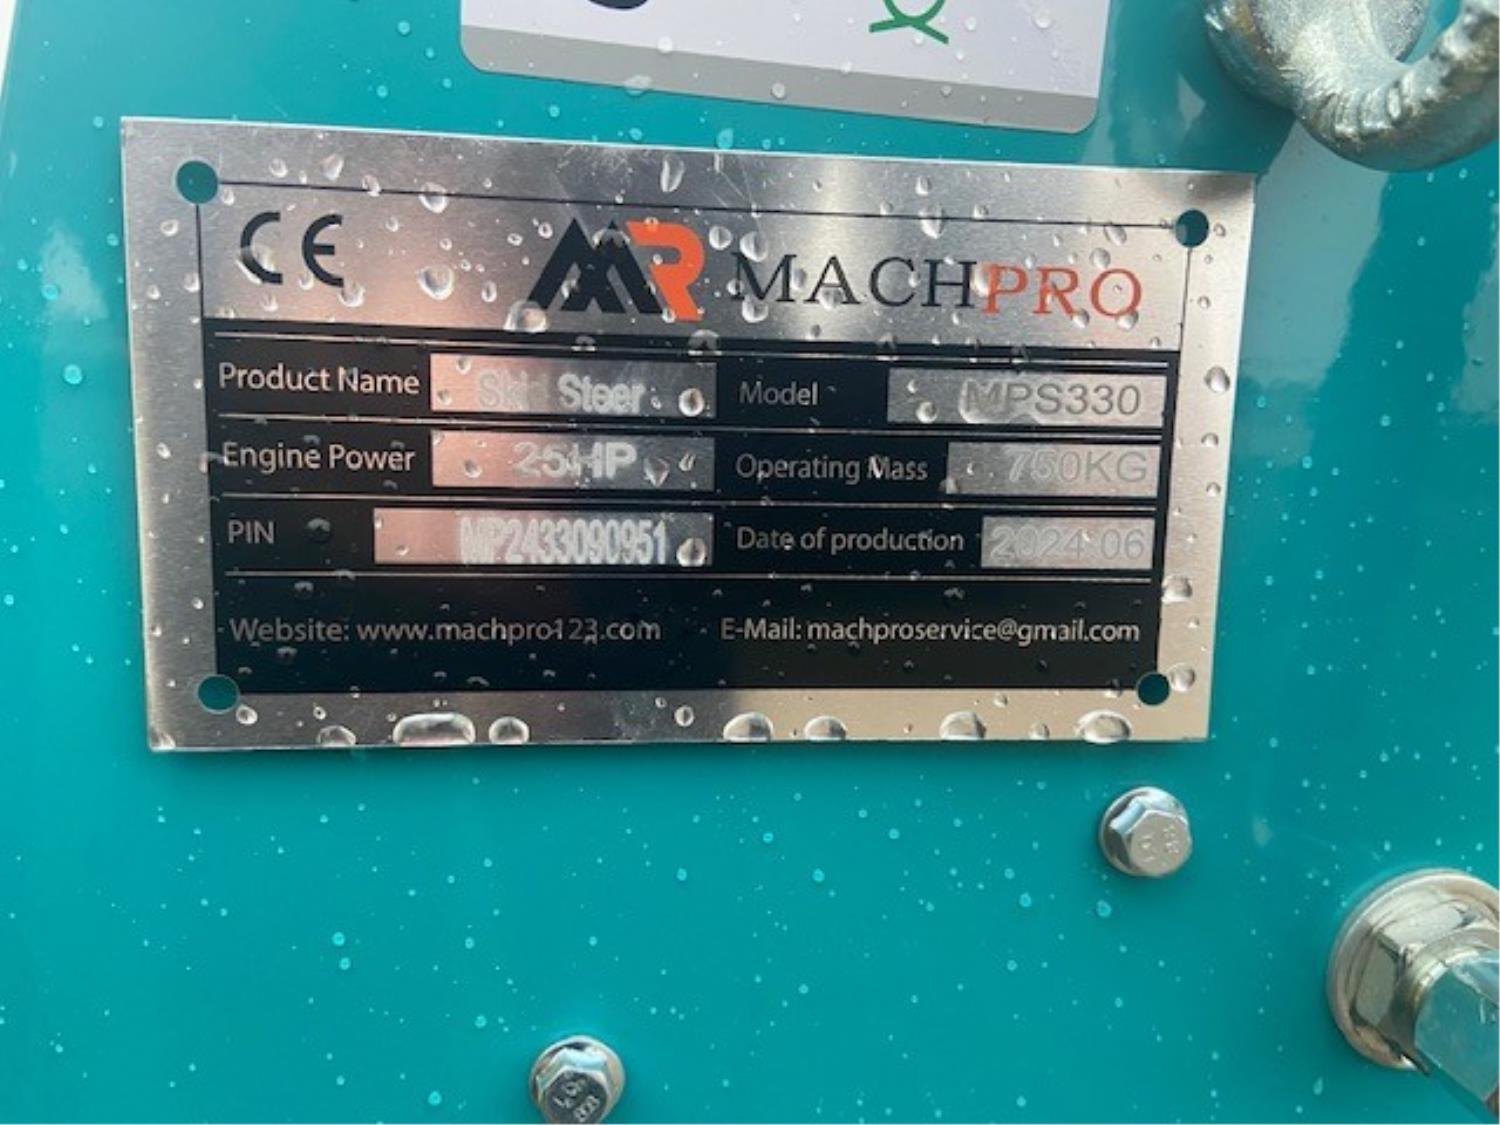 CE MR MACHPRO
Product Name Skid Steer Model MPS330
Engine Power 25HP Operating Mass 750KG
PIN MP2433090951 Date of production 2024-06
Website: www.machpro123.com E-Mail: machproservice@gmail.com